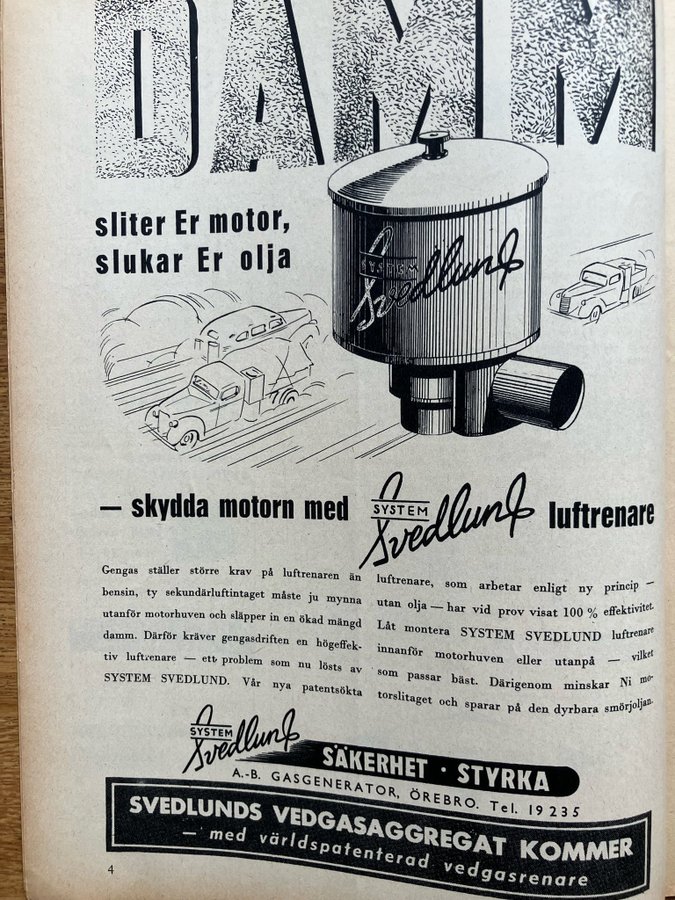 DAMM
sliter Er motor,
slukar Er olja
SYSTEM
Svedlund
— skydda motorn med
SYSTEM
Svedlund
luftrenare
Gengas ställer större krav på luftrenaren än
bensin, ty sekundärluftintaget måste ju mynna
utanför motorhuven och släpper in en ökad mängd
damm. Därför kräver gengasdriften en högeffek-
tiv luftrenare — ett problem som nu lösts av
SYSTEM SVEDLUND. Vår nya patentsökta
luftrenare, som arbetar enligt ny princip —
utan olja — har vid prov visat 100 % effektivitet.
Låt montera SYSTEM SVEDLUND luftrenare
innanför motorhuven eller utanpå — vilket
som passar bäst. Därigenom minskar Ni mo-
torslitaget och sparar på den dyrbara smörjoljan.
SYSTEM
Svedlund
SÄKERHET · STYRKA
A.-B. GASGENERATOR, ÖREBRO. Tel. 19235
SVEDLUNDS VEDGASAGGREGAT KOMMER
— med världspatenterad vedgasrenare
4